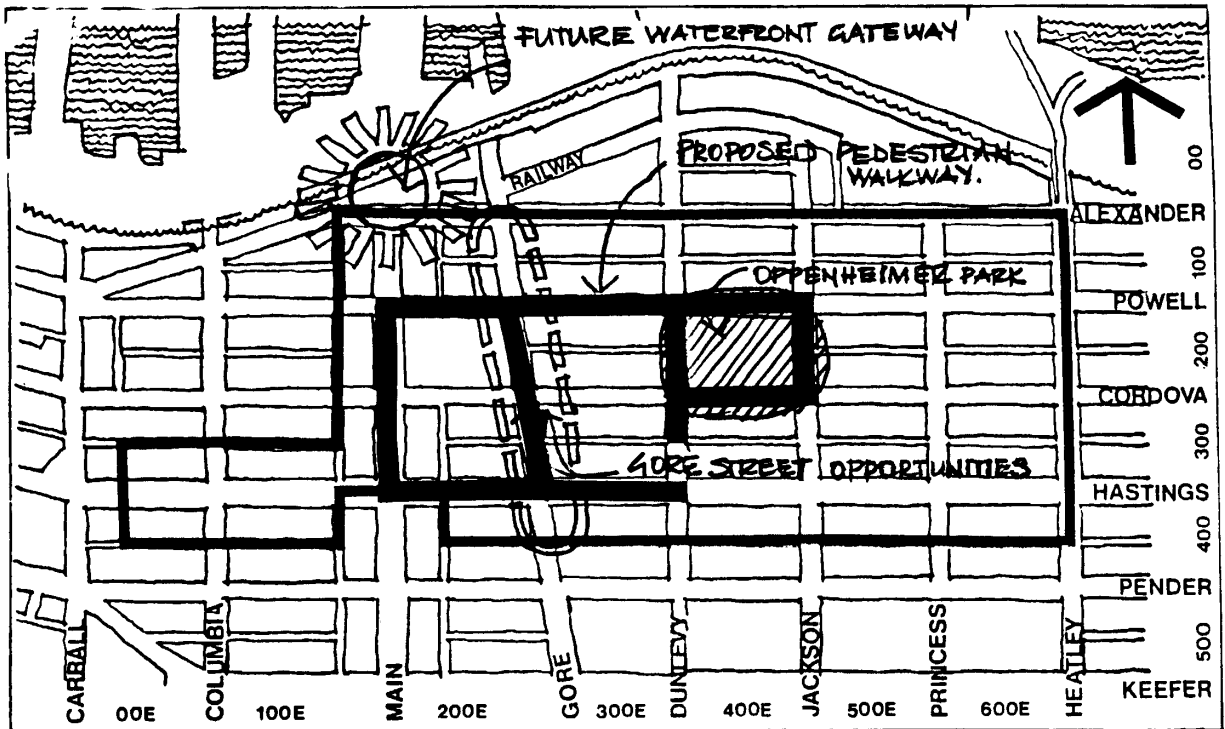 FUTURE 'WATERFRONT GATEWAY'
PROPOSED PEDESTRIAN
WALKWAY.
RAILWAY
00
ALEXANDER
100
OPPENHEIMER PARK
POWELL
200
CORDOVA
300
GORE STREET OPPORTUNITIES
HASTINGS
400
PENDER
500
KEEFER
CARRALL
COLUMBIA
MAIN
GORE
DUNLEVY
JACKSON
PRINCESS
HEATLEY
00E
100E
200E
300E
400E
500E
600E